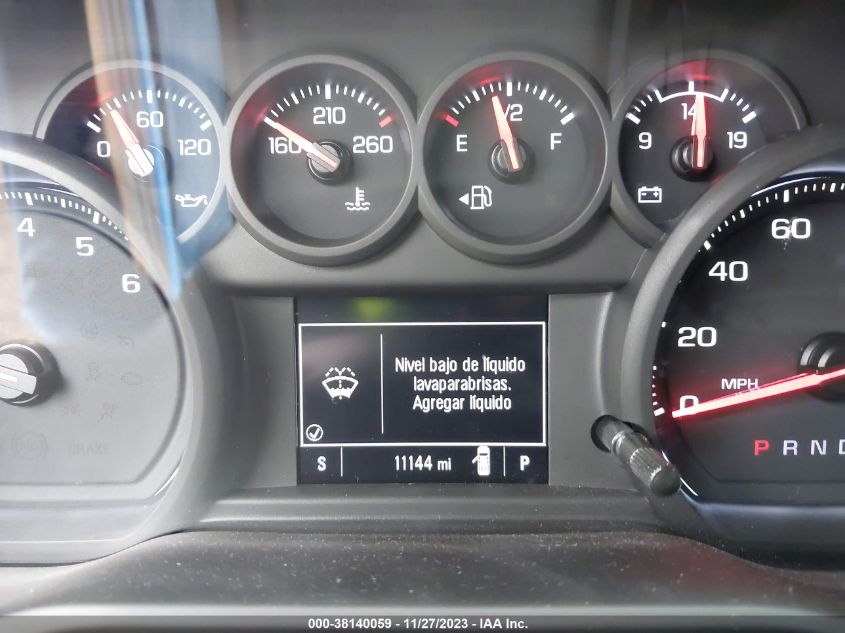 0 60 120
160 210 260
E 1/2 F
9 14 19
4 5 6
60
40
20
0
MPH
P R N D
BRAKE
Nivel bajo de líquido
lavaparabrisas.
Agregar líquido
S 11144 mi P
000-38140059 - 11/27/2023 - IAA Inc.